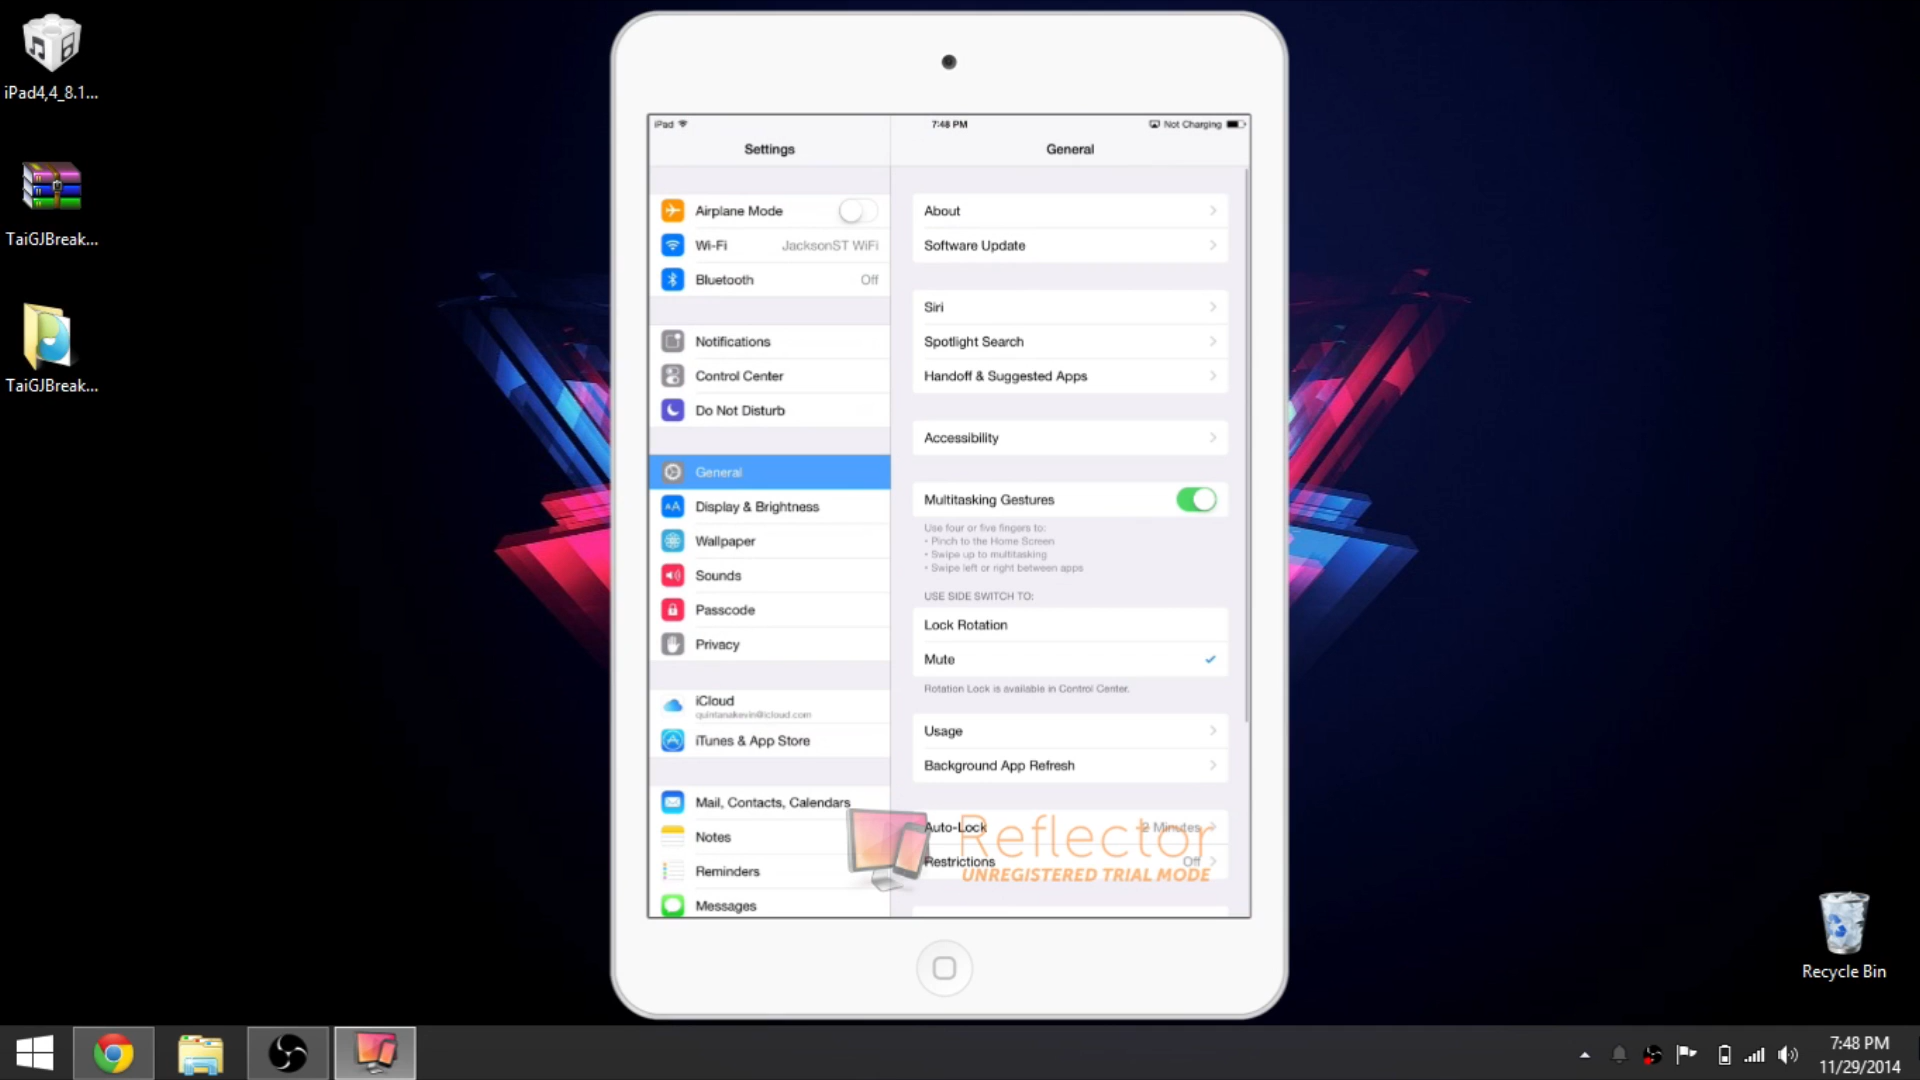 iPad4,4_8.1...
TaiGJBreak...
TaiGJBreak...
iPad
7:48 PM
Not Charging
Settings
General
Airplane Mode
Wi-Fi JacksonST WiFi
Bluetooth Off
Notifications
Control Center
Do Not Disturb
General
Display & Brightness
Wallpaper
Sounds
Passcode
Privacy
iCloud
quintanakevin@icloud.com
iTunes & App Store
Mail, Contacts, Calendars
Notes
Reminders
Messages
About
Software Update
Siri
Spotlight Search
Handoff & Suggested Apps
Accessibility
Multitasking Gestures
Use four or five fingers to:
• Pinch to the Home Screen
• Swipe up to multitasking
• Swipe left or right between apps
USE SIDE SWITCH TO:
Lock Rotation
Mute
Rotation Lock is available in Control Center.
Usage
Background App Refresh
Auto-Lock 2 Minutes
Restrictions Off
Reflector
UNREGISTERED TRIAL MODE
Recycle Bin
7:48 PM
11/29/2014